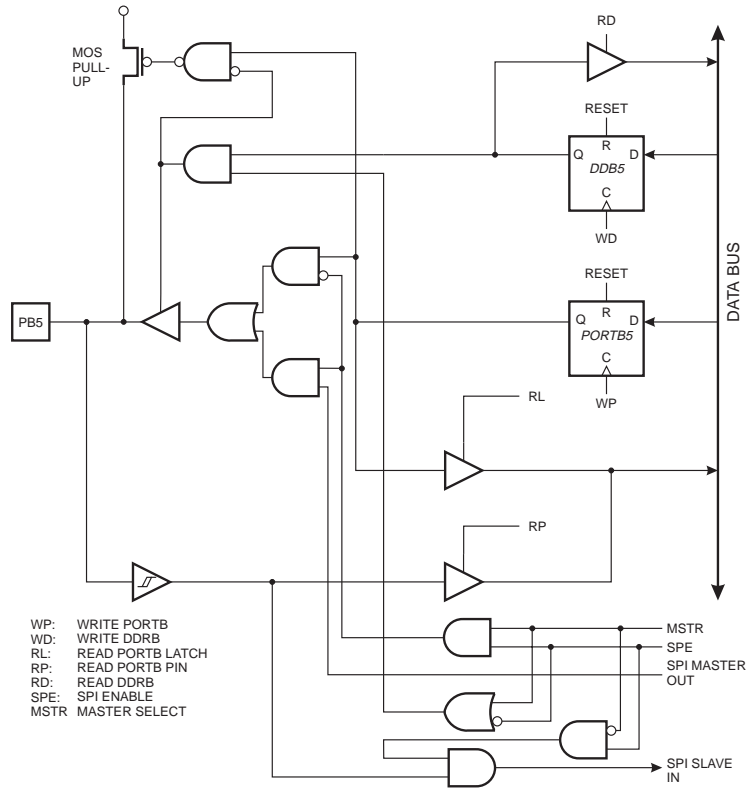 RD
MOS
PULL-
UP
RESET
R
Q
D
DDB5
C
WD
RESET
R
Q
D
PORTB5
C
WP
DATA BUS
PB5
RL
RP
MSTR
SPE
SPI MASTER
OUT
SPI SLAVE
IN
WP: WRITE PORTB
WD: WRITE DDRB
RL: READ PORTB LATCH
RP: READ PORTB PIN
RD: READ DDRB
SPE: SPI ENABLE
MSTR MASTER SELECT